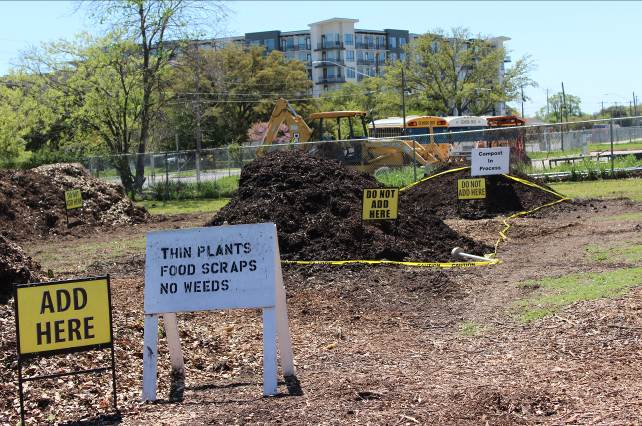 THIN PLANTS
FOOD SCRAPS
NO WEEDS
ADD
HERE
DO NOT
ADD HERE
DO NOT
ADD HERE
Compost in
Process